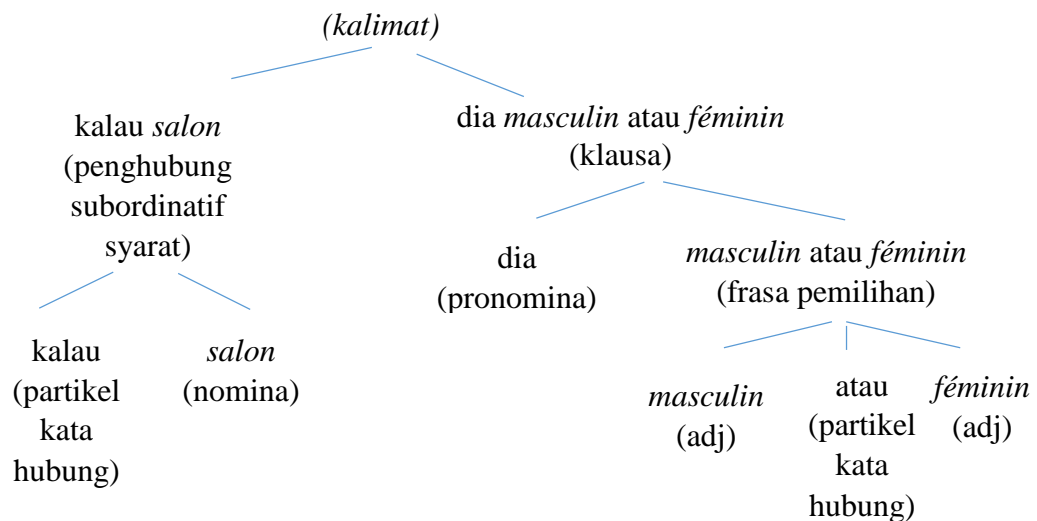 (kalimat)
kalau salon
(penghubung
subordinatif
syarat)
dia masculin atau féminin
(klausa)
dia
(pronomina)
masculin atau féminin
(frasa pemilihan)
kalau
(partikel
kata
hubung)
salon
(nomina)
masculin
(adj)
atau
(partikel
kata
hubung)
féminin
(adj)